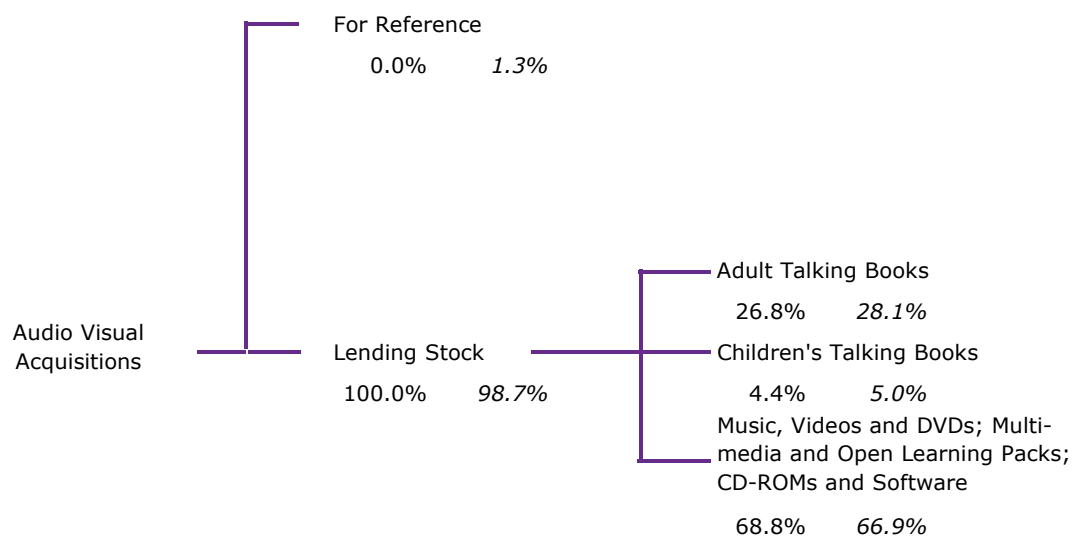 For Reference
0.0% 1.3%
Audio Visual
Acquisitions
Lending Stock
100.0% 98.7%
Adult Talking Books
26.8% 28.1%
Children's Talking Books
4.4% 5.0%
Music, Videos and DVDs; Multi-
media and Open Learning Packs;
CD-ROMs and Software
68.8% 66.9%